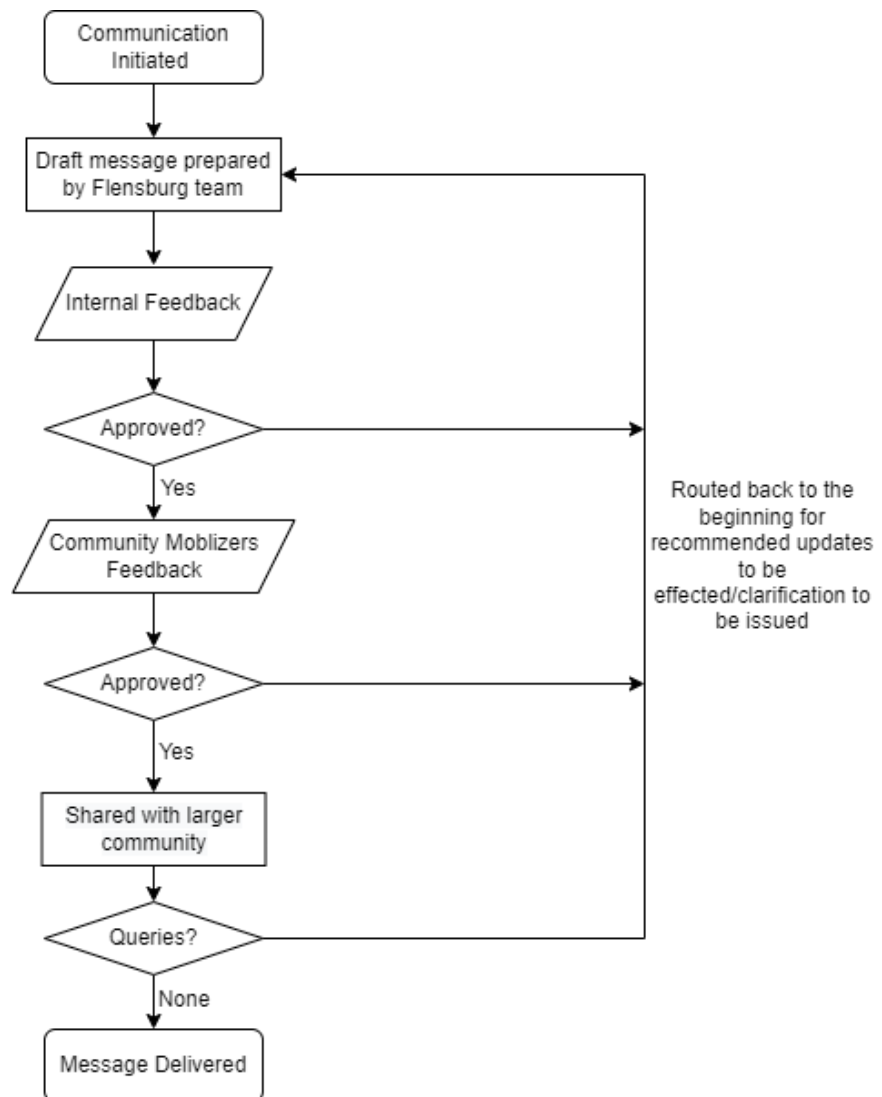 Communication
Initiated
Draft message prepared
by Flensburg team
Internal Feedback
Approved?
Yes
Community Moblizers
Feedback
Approved?
Yes
Shared with larger
community
Queries?
None
Message Delivered
Routed back to the
beginning for
recommended updates
to be
effected/clarification to
be issued